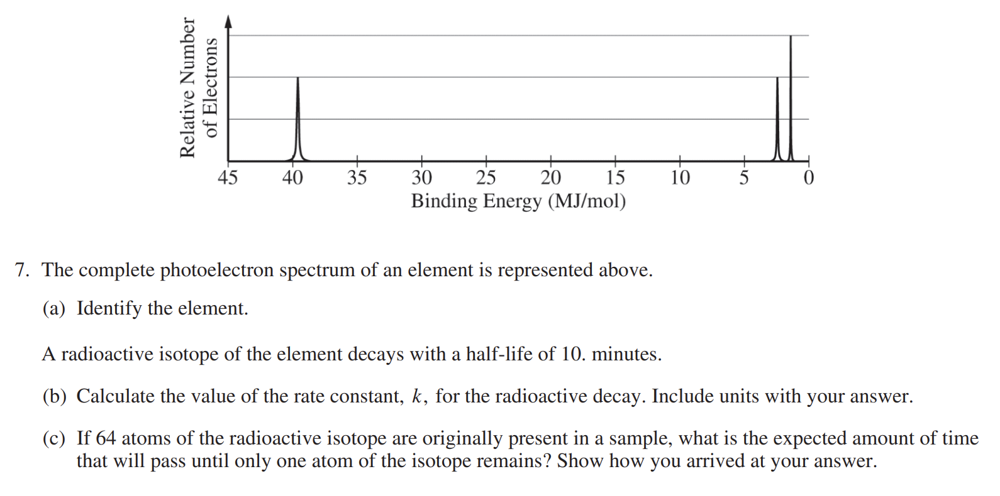 Relative Number
of Electrons
45 40 35 30 25 20 15 10 5 0
Binding Energy (MJ/mol)
7. The complete photoelectron spectrum of an element is represented above.
(a) Identify the element.
A radioactive isotope of the element decays with a half-life of 10. minutes.
(b) Calculate the value of the rate constant, k, for the radioactive decay. Include units with your answer.
(c) If 64 atoms of the radioactive isotope are originally present in a sample, what is the expected amount of time
that will pass until only one atom of the isotope remains? Show how you arrived at your answer.